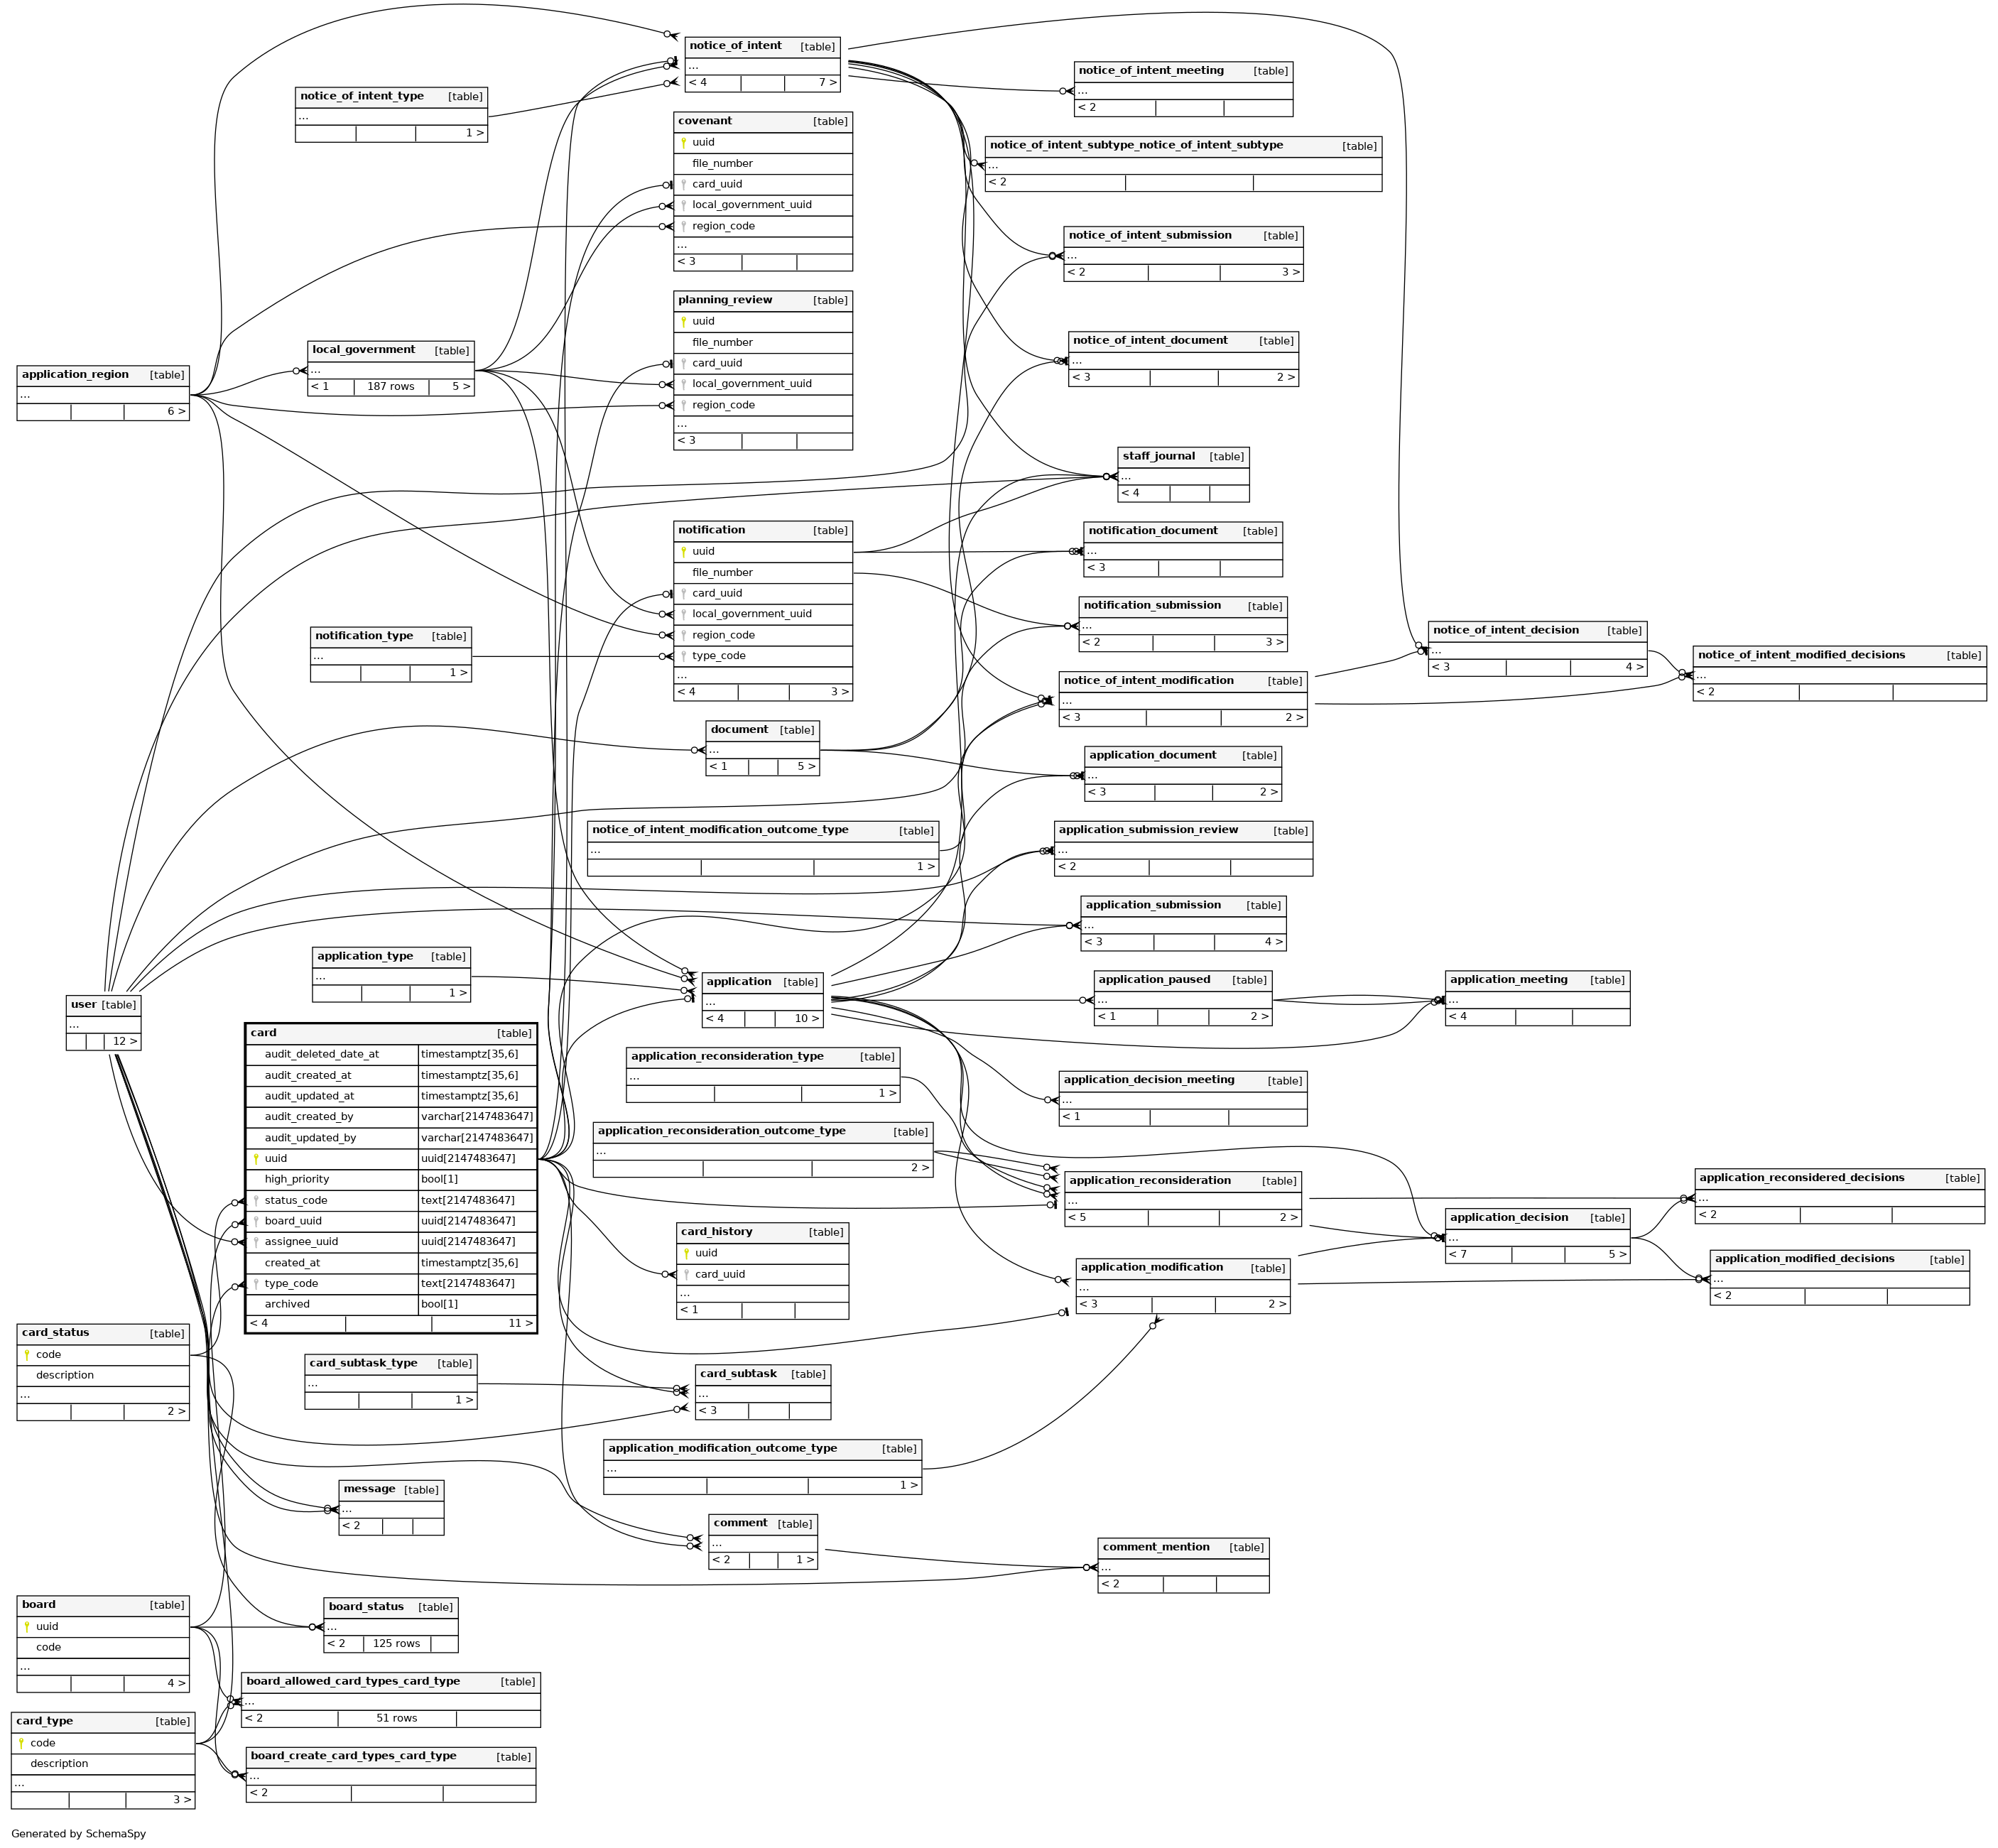 notice_of_intent [table]
...
< 4 7 >
notice_of_intent_meeting [table]
...
< 2
notice_of_intent_type [table]
...
1 >
covenant [table]
uuid
file_number
card_uuid
local_government_uuid
region_code
...
< 3
notice_of_intent_subtype_notice_of_intent_subtype [table]
...
< 2
notice_of_intent_submission [table]
...
< 2 3 >
planning_review [table]
uuid
file_number
card_uuid
local_government_uuid
region_code
...
< 3
notice_of_intent_document [table]
...
< 3 2 >
local_government [table]
...
< 1 187 rows 5 >
application_region [table]
...
6 >
staff_journal [table]
...
< 4
notification [table]
uuid
file_number
card_uuid
local_government_uuid
region_code
type_code
...
< 4 3 >
notification_document [table]
...
< 3
notification_submission [table]
...
< 2 3 >
notification_type [table]
...
1 >
notice_of_intent_decision [table]
...
< 3 4 >
notice_of_intent_modified_decisions [table]
...
< 2
notice_of_intent_modification [table]
...
< 3 2 >
document [table]
...
< 1 5 >
application_document [table]
...
< 3 2 >
notice_of_intent_modification_outcome_type [table]
...
1 >
application_submission_review [table]
...
< 2
application_submission [table]
...
< 3 4 >
application_type [table]
...
1 >
application [table]
...
< 4 10 >
application_paused [table]
...
< 1 2 >
application_meeting [table]
...
< 4
user [table]
...
12 >
card [table]
audit_deleted_date_at timestamptz[35,6]
audit_created_at timestamptz[35,6]
audit_updated_at timestamptz[35,6]
audit_created_by varchar[2147483647]
audit_updated_by varchar[2147483647]
uuid uuid[2147483647]
high_priority bool[1]
status_code text[2147483647]
board_uuid uuid[2147483647]
assignee_uuid uuid[2147483647]
created_at timestamptz[35,6]
type_code text[2147483647]
archived bool[1]
< 4 11 >
application_reconsideration_type [table]
...
1 >
application_decision_meeting [table]
...
< 1
application_reconsideration_outcome_type [table]
...
2 >
application_reconsideration [table]
...
< 5 2 >
application_reconsidered_decisions [table]
...
< 2
application_decision [table]
...
< 7 5 >
card_history [table]
uuid
card_uuid
...
< 1
application_modification [table]
...
< 3 2 >
application_modified_decisions [table]
...
< 2
card_status [table]
code
description
...
2 >
card_subtask_type [table]
...
1 >
card_subtask [table]
...
< 3
application_modification_outcome_type [table]
...
1 >
message [table]
...
< 2
comment [table]
...
< 2 1 >
comment_mention [table]
...
< 2
board [table]
uuid
code
...
4 >
board_status [table]
...
< 2 125 rows
board_allowed_card_types_card_type [table]
...
< 2 51 rows
card_type [table]
code
description
...
3 >
board_create_card_types_card_type [table]
...
< 2
Generated by SchemaSpy